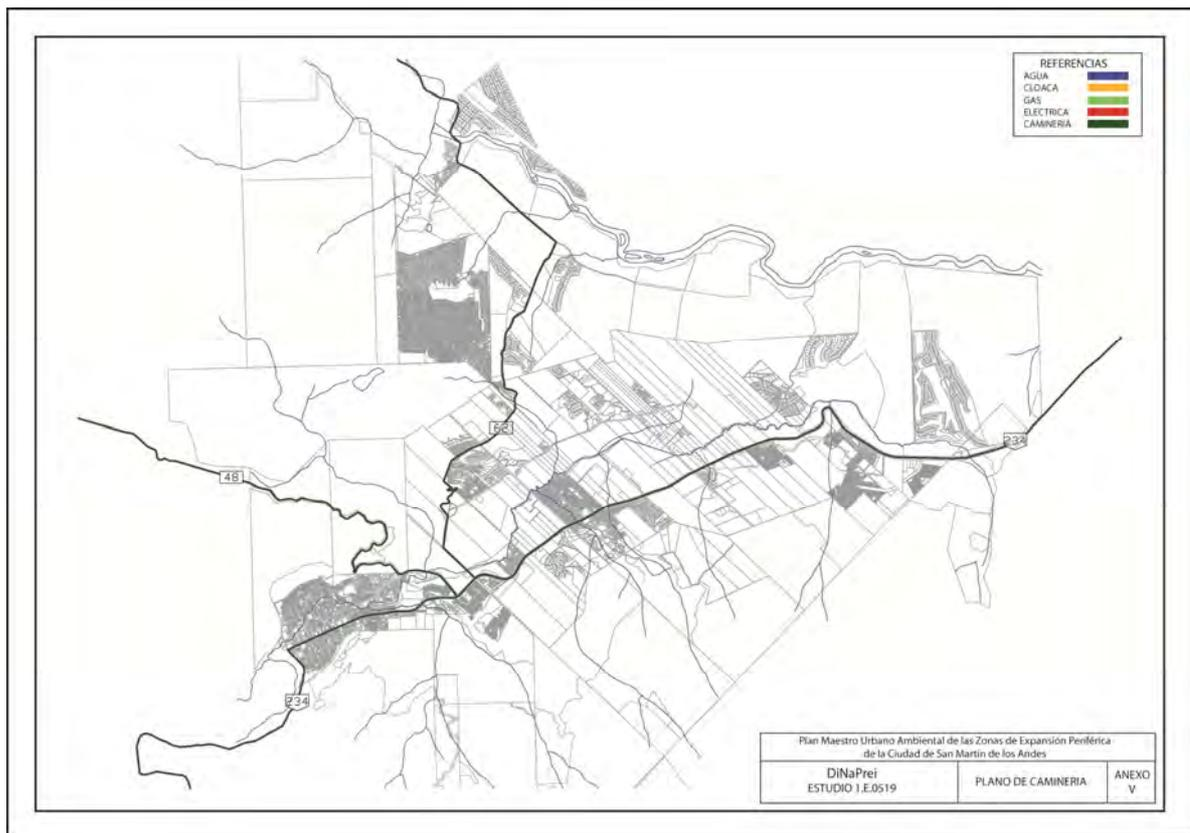 REFERENCIAS
AGUA
CLOACA
GAS
ELECTRICA
CAMINERIA
62
48
234
234
Plan Maestro Urbano Ambiental de las Zonas de Expansión Periférica
de la Ciudad de San Martín de los Andes
DiNaPrei
ESTUDIO 1.E.0519
PLANO DE CAMINERIA
ANEXO
V